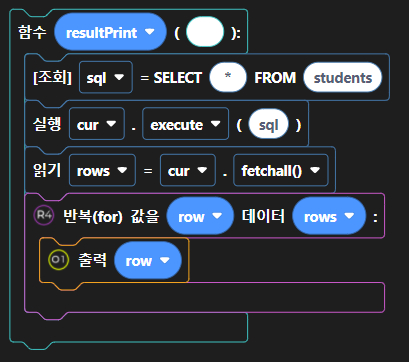 함수 resultPrint ( ):
[조회] sql = SELECT * FROM students
실행 cur . execute ( sql )
읽기 rows = cur . fetchall()
R4 반복(for) 값을 row 데이터 rows :
O1 출력 row